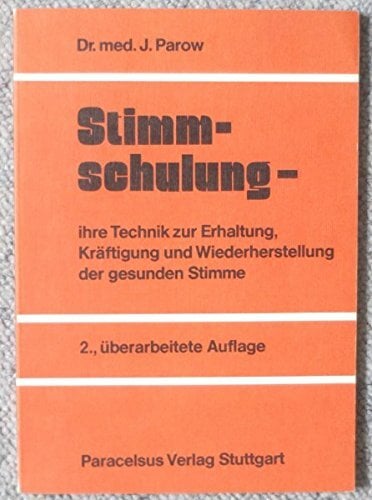 Dr. med. J. Parow
Stimm-
schulung –
ihre Technik zur Erhaltung,
Kräftigung und Wiederherstellung
der gesunden Stimme
2., überarbeitete Auflage
Paracelsus Verlag Stuttgart